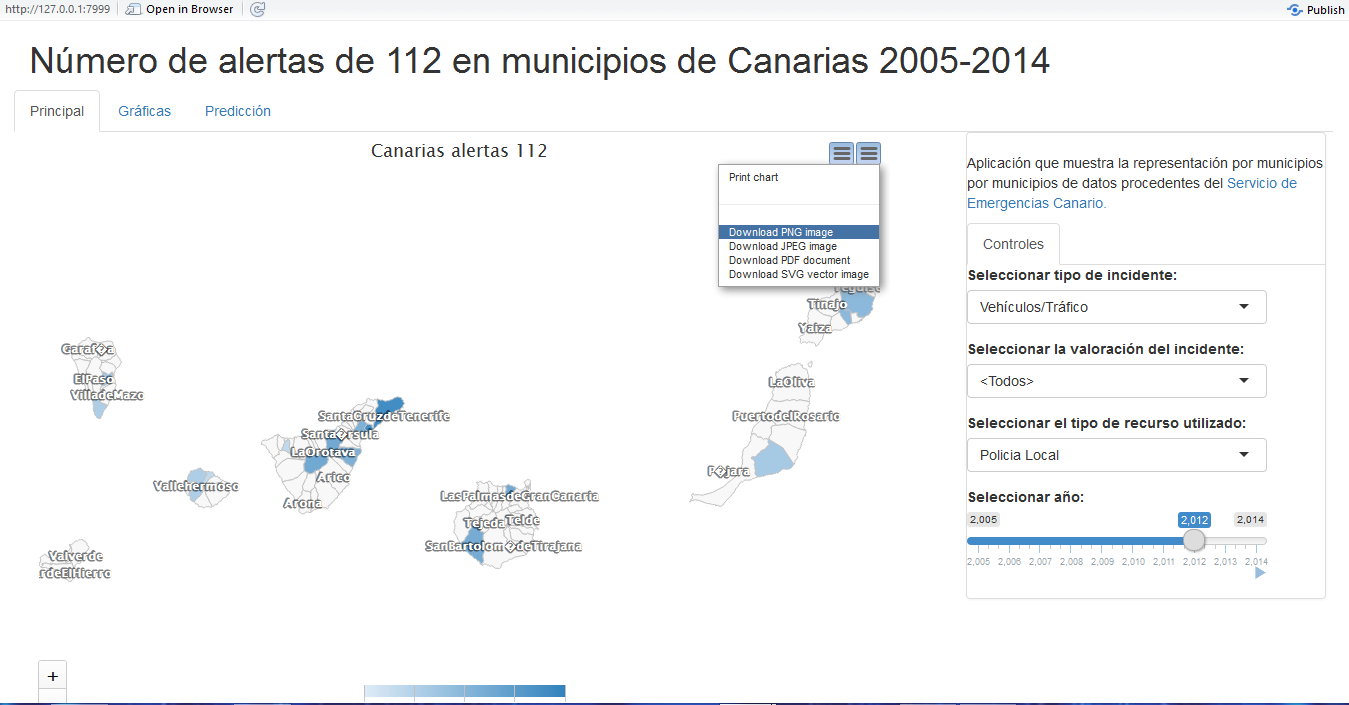 http://127.0.0.1:7999 Open in Browser Publish
Número de alertas de 112 en municipios de Canarias 2005-2014
Principal Gráficas Predicción
Canarias alertas 112
Print chart
Download PNG image
Download JPEG image
Download PDF document
Download SVG vector image
Teguise
Tinajo
Yaiza
Garaf�a
ElPaso
VilladeMazo
LaOliva
PuertodelRosario
P�jara
SantaCruzdeTenerife
Santa�rsula
LaOrotava
Arico
Arona
Vallehermoso
LasPalmasdeGranCanaria
Tejeda Telde
SanBartolom�deTirajana
Valverde
rdeElHierro
+
Aplicación que muestra la representación por municipios
por municipios de datos procedentes del Servicio de
Emergencias Canario.
Controles
Seleccionar tipo de incidente:
Vehículos/Tráfico
Seleccionar la valoración del incidente:
<Todos>
Seleccionar el tipo de recurso utilizado:
Policia Local
Seleccionar año:
2,005 2,012 2,014
2,005 2,006 2,007 2,008 2,009 2,010 2,011 2,012 2,013 2,014